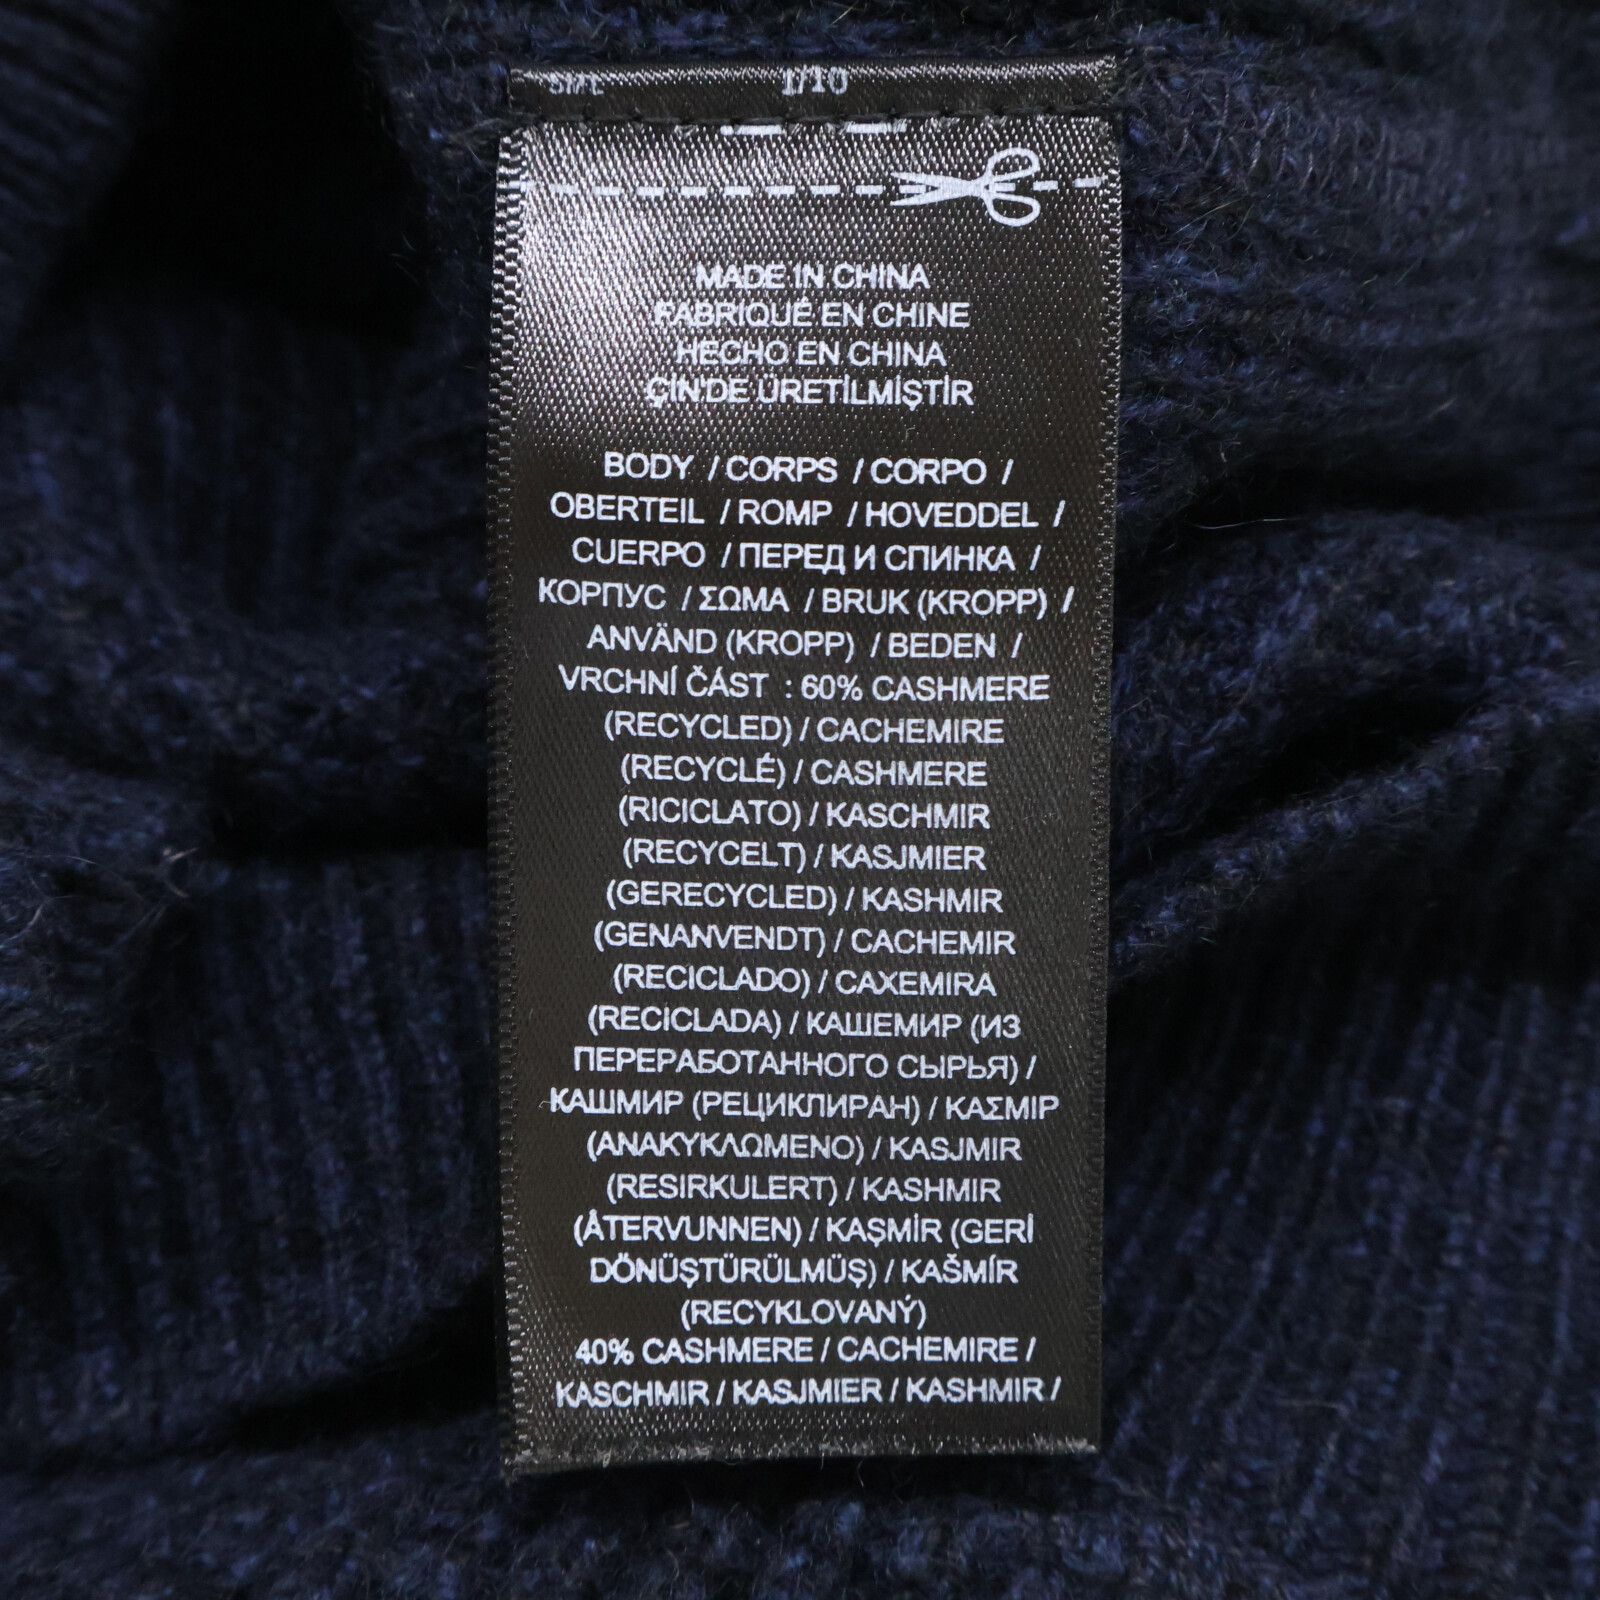 1/10
MADE IN CHINA
FABRIQUÉ EN CHINE
HECHO EN CHINA
ÇİN'DE ÜRETİLMİŞTİR
BODY / CORPS / CORPO /
OBERTEIL / ROMP / HOVEDDEL /
CUERPO / ПЕРЕД И СПИНКА /
КОРПУС / ΣΩΜΑ / BRUK (KROPP) /
ANVÄND (KROPP) / BEDEN /
VRCHNÍ ČÁST : 60% CASHMERE
(RECYCLED) / CACHEMIRE
(RECYCLÉ) / CASHMERE
(RICICLATO) / KASCHMIR
(RECYCELT) / KASJMIER
(GERECYCLED) / KASHMIR
(GENANVENDT) / CACHEMIR
(RECICLADO) / CAXEMIRA
(RECICLADA) / КАШЕМИР (ИЗ
ПЕРЕРАБОТАННОГО СЫРЬЯ) /
КАШМИР (РЕЦИКЛИРАН) / ΚΑΣΜΙΡ
(ΑΝΑΚΥΚΛΩΜΕΝΟ) / KASJMIR
(RESIRKULERT) / KASHMIR
(ÅTERVUNNEN) / KAŞMİR (GERİ
DÖNÜŞTÜRÜLMÜŞ) / KAŠMÍR
(RECYKLOVANÝ)
40% CASHMERE / CACHEMIRE /
KASCHMIR / KASJMIER / KASHMIR /